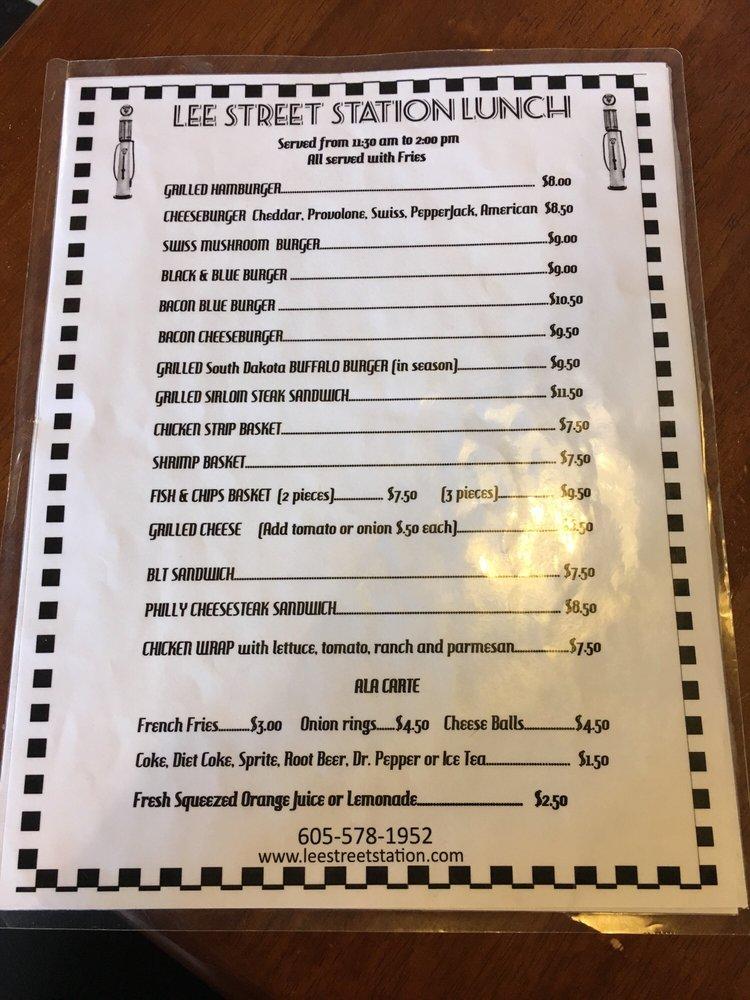 LEE STREET STATION LUNCH
Served from 11:30 am to 2:00 pm
All served with Fries
GRILLED HAMBURGER $8.00
CHEESEBURGER Cheddar, Provolone, Swiss, PepperJack, American $8.50
SWISS MUSHROOM BURGER $9.00
BLACK & BLUE BURGER $9.00
BACON BLUE BURGER $10.50
BACON CHEESEBURGER $9.50
GRILLED South Dakota BUFFALO BURGER (in season) $9.50
GRILLED SIRLOIN STEAK SANDWICH $11.50
CHICKEN STRIP BASKET $7.50
SHRIMP BASKET $7.50
FISH & CHIPS BASKET (2 pieces) $7.50 (3 pieces) $9.50
GRILLED CHEESE (Add tomato or onion $.50 each)
BLT SANDWICH $7.50
PHILLY CHEESESTEAK SANDWICH $8.50
CHICKEN WRAP with lettuce, tomato, ranch and parmesan $7.50
ALA CARTE
French Fries $3.00 Onion rings $4.50 Cheese Balls $4.50
Coke, Diet Coke, Sprite, Root Beer, Dr. Pepper or Ice Tea $1.50
Fresh Squeezed Orange Juice or Lemonade $2.50
605-578-1952
www.leestreetstation.com